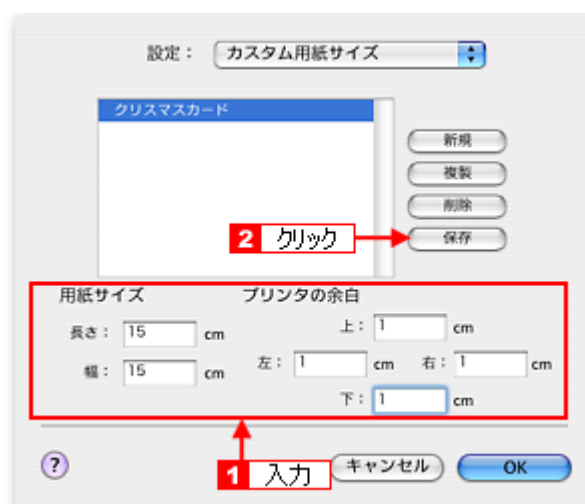 設定： カスタム用紙サイズ
クリスマスカード
新規
複製
削除
2 クリック
保存
用紙サイズ
プリンタの余白
長さ： 15 cm
上： 1 cm
幅： 15 cm
左： 1 cm
右： 1 cm
下： 1 cm
?
1 入力
キャンセル
OK